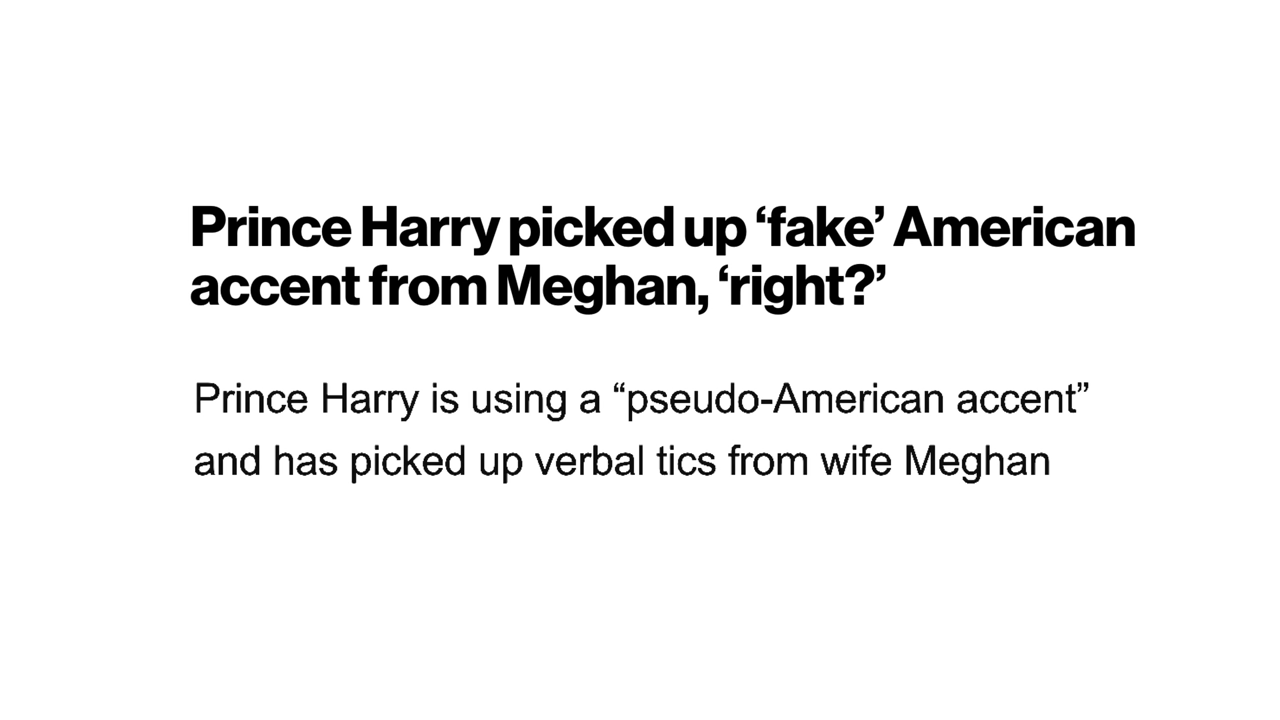 Prince Harry picked up ‘fake’ American
accent from Meghan, ‘right?’
Prince Harry is using a “pseudo-American accent”
and has picked up verbal tics from wife Meghan